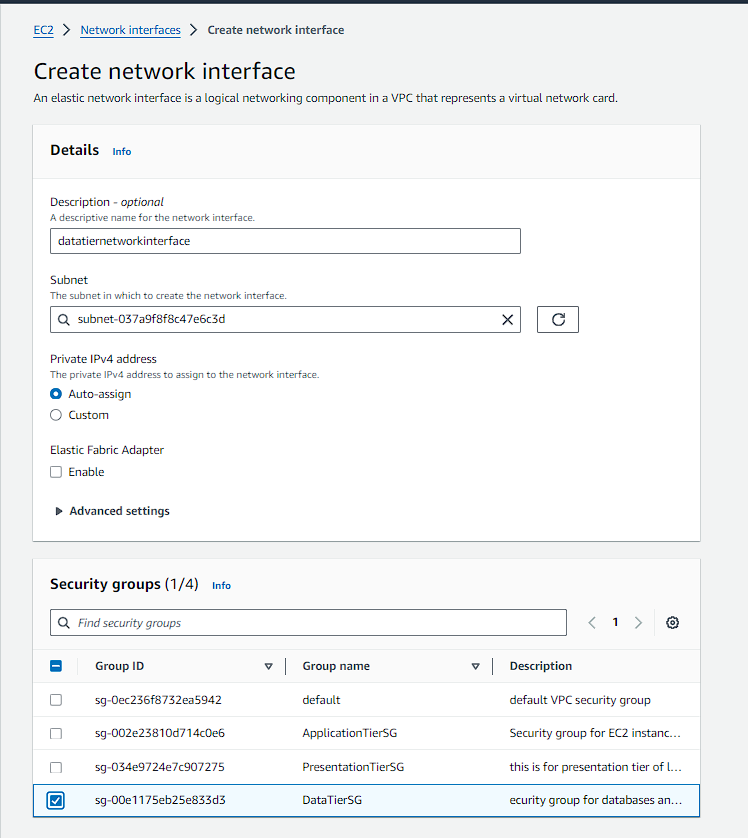 EC2 > Network interfaces > Create network interface
Create network interface
An elastic network interface is a logical networking component in a VPC that represents a virtual network card.
Details Info
Description - optional
A descriptive name for the network interface.
datatiernetworkinterface
Subnet
The subnet in which to create the network interface.
subnet-037a9f8f8c47e6c3d
Private IPv4 address
The private IPv4 address to assign to the network interface.
Auto-assign
Custom
Elastic Fabric Adapter
Enable
Advanced settings
Security groups (1/4) Info
Find security groups
1
Group ID Group name Description
sg-0ec236f8732ea5942 default default VPC security group
sg-002e23810d714c0e6 ApplicationTierSG Security group for EC2 instanc...
sg-034e9724e7c907275 PresentationTierSG this is for presentation tier of l...
sg-00e1175eb25e833d3 DataTierSG ecurity group for databases an...